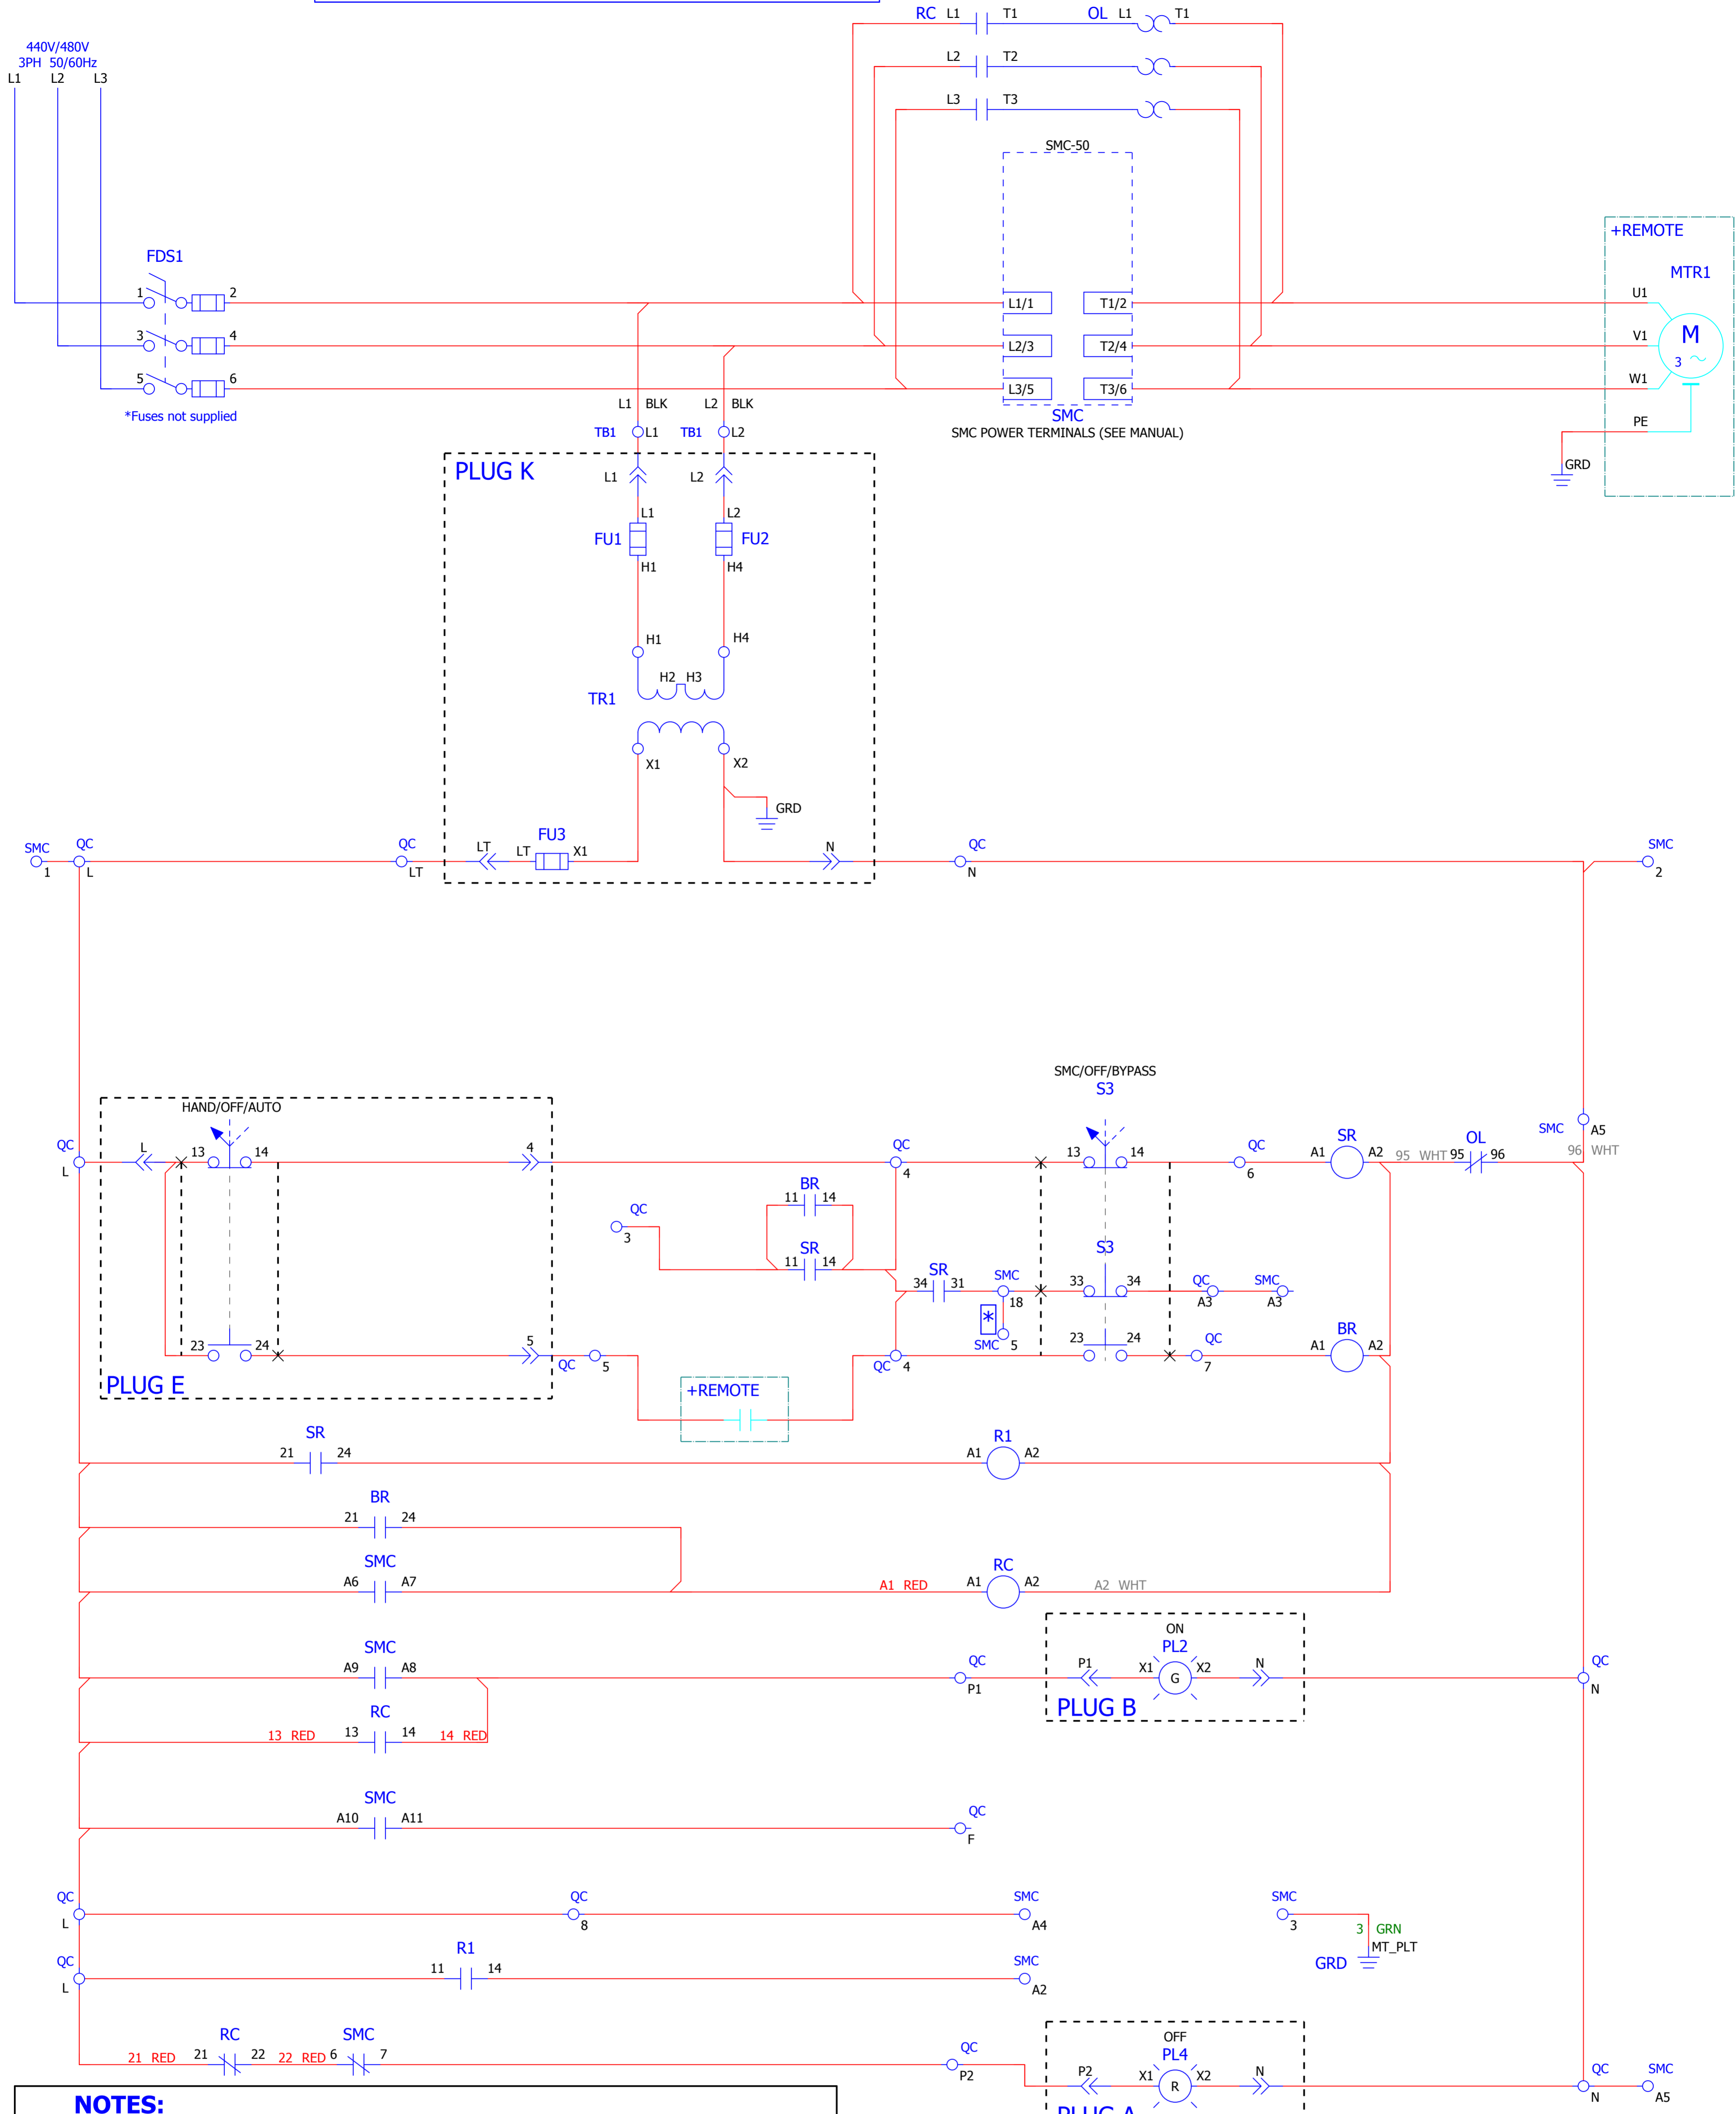 RC L1 T1 OL L1 T1
440V/480V
3PH 50/60Hz
L1 L2 L3
L2 T2
L3 T3
SMC-50
+REMOTE
MTR1
FDS1
1 2 L1/1 T1/2 U1
3 4 L2/3 T2/4 V1
M
3
5 6 L3/5 T3/6 W1
*Fuses not supplied
L1 BLK L2 BLK
SMC
SMC POWER TERMINALS (SEE MANUAL)
PE
TB1 L1 TB1 L2
GRD
PLUG K
L1 L2
L1 L2
FU1 FU2
H1 H4
H1 H4
H2 H3
TR1
X1 X2
GRD
SMC QC QC LT LT FU3 X1 N QC SMC
1 L LT N 2
SMC/OFF/BYPASS
S3
HAND/OFF/AUTO
SMC A5
QC L 13 14 4 QC 13 14 QC SR A1 A2 95 WHT 95 OL 96 96 WHT
L 4 6
BR
11 14
QC
3
SR
11 14
S3
SR
34 31 SMC 33 34 QC SMC
18 A3 A3
*
SMC 5
23 24 5 QC 5 QC 4 23 24 QC 7 BR A1 A2
PLUG E
+REMOTE
SR
21 24
R1
A1 A2
BR
21 24
SMC
A6 A7
A1 RED
RC
A1 A2
A2 WHT
ON
PL2
SMC
A9 A8
QC
P1
P1 X1 G X2 N
QC
N
PLUG B
RC
13 RED 13 14 14 RED
SMC
A10 A11
QC
F
QC QC SMC SMC
L 8 A4 3
3 GRN
MT_PLT
GRD
QC R1 SMC
L 11 14 A2
OFF
PL4
RC SMC
21 RED 21 22 22 RED 6 7
QC
P2
P2 X1 R X2 N
QC SMC
N A5
NOTES:
PLUG A